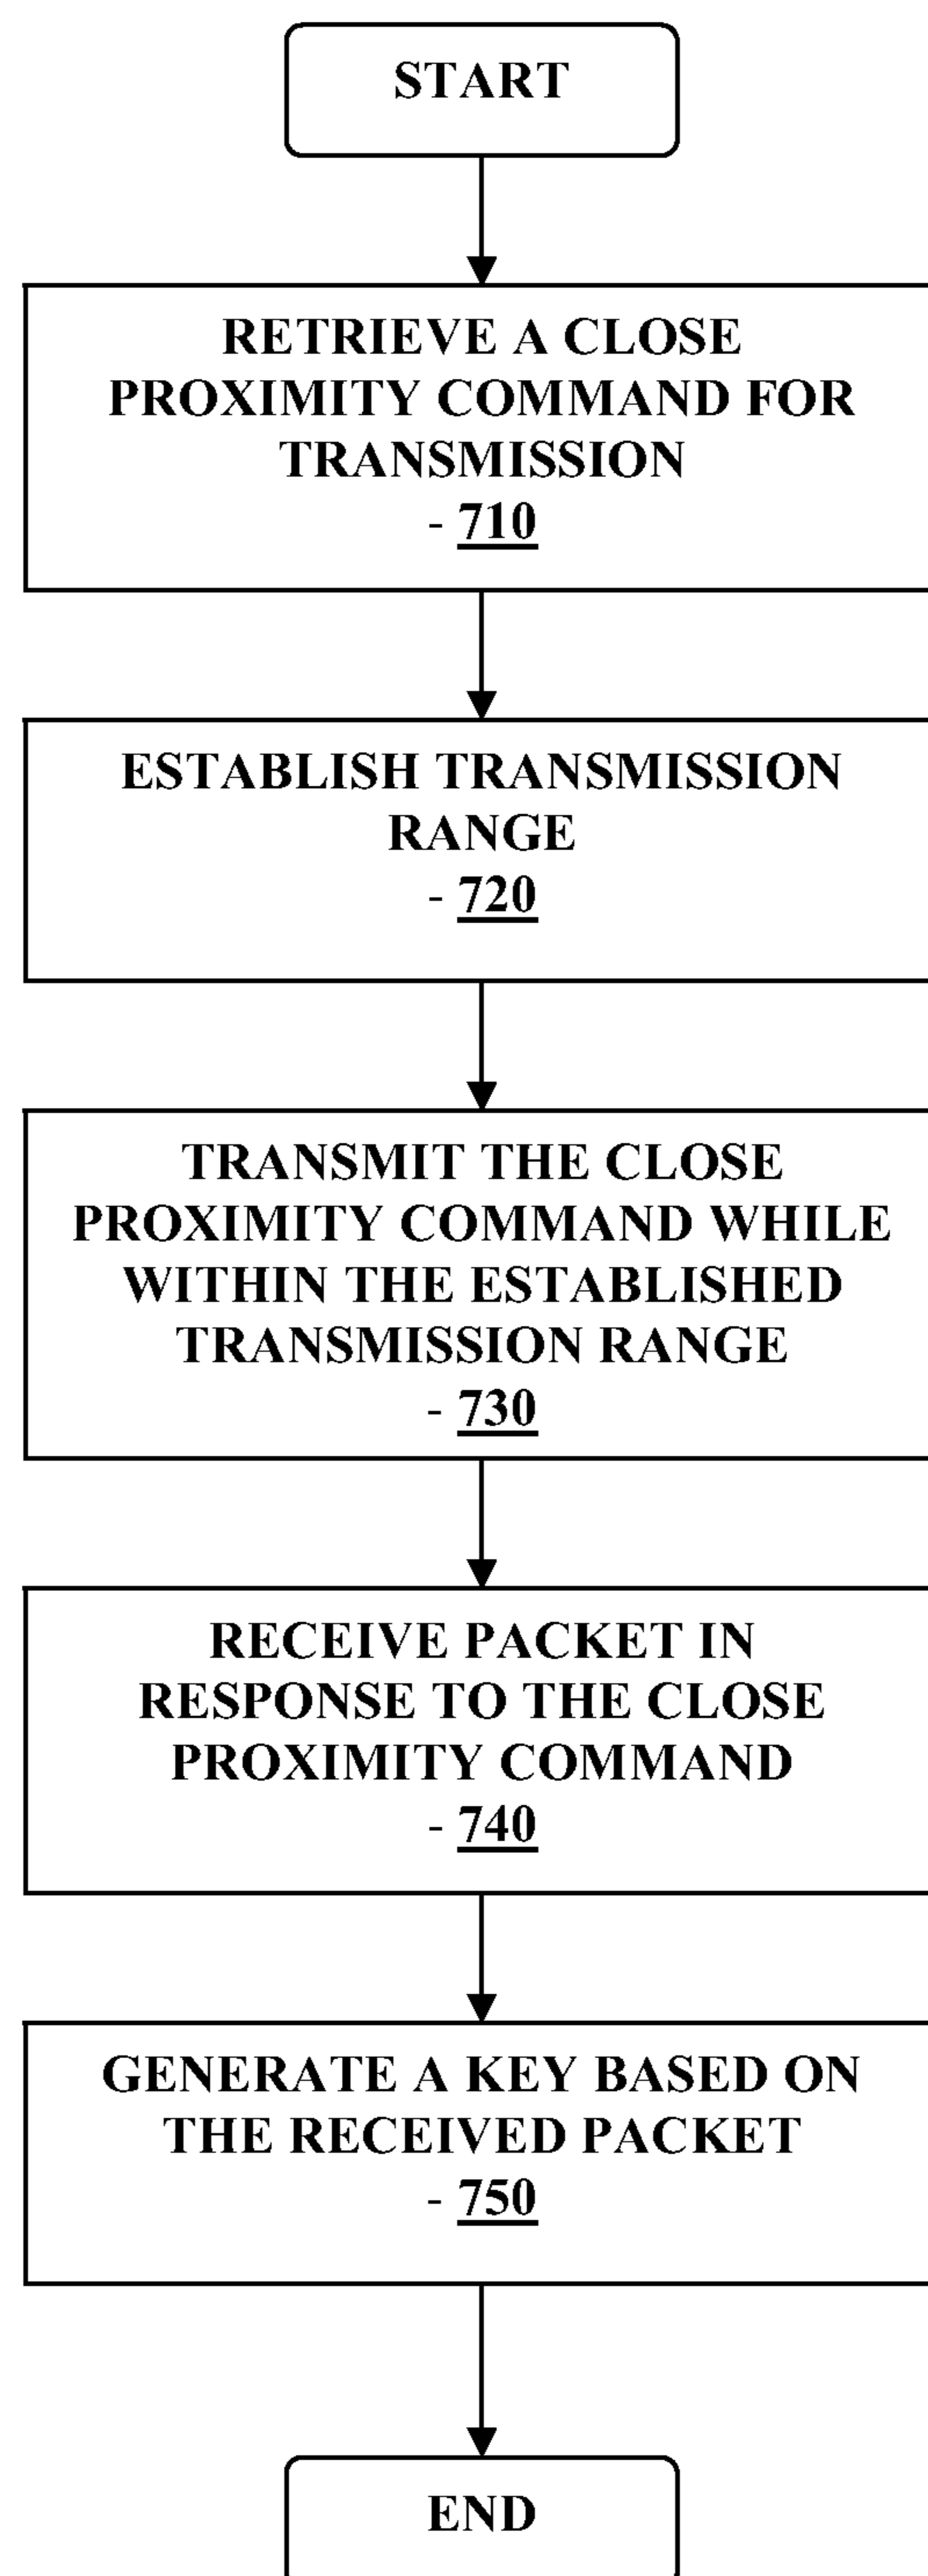 START
RETRIEVE A CLOSE
PROXIMITY COMMAND FOR
TRANSMISSION
- 710
ESTABLISH TRANSMISSION
RANGE
- 720
TRANSMIT THE CLOSE
PROXIMITY COMMAND WHILE
WITHIN THE ESTABLISHED
TRANSMISSION RANGE
- 730
RECEIVE PACKET IN
RESPONSE TO THE CLOSE
PROXIMITY COMMAND
- 740
GENERATE A KEY BASED ON
THE RECEIVED PACKET
- 750
END